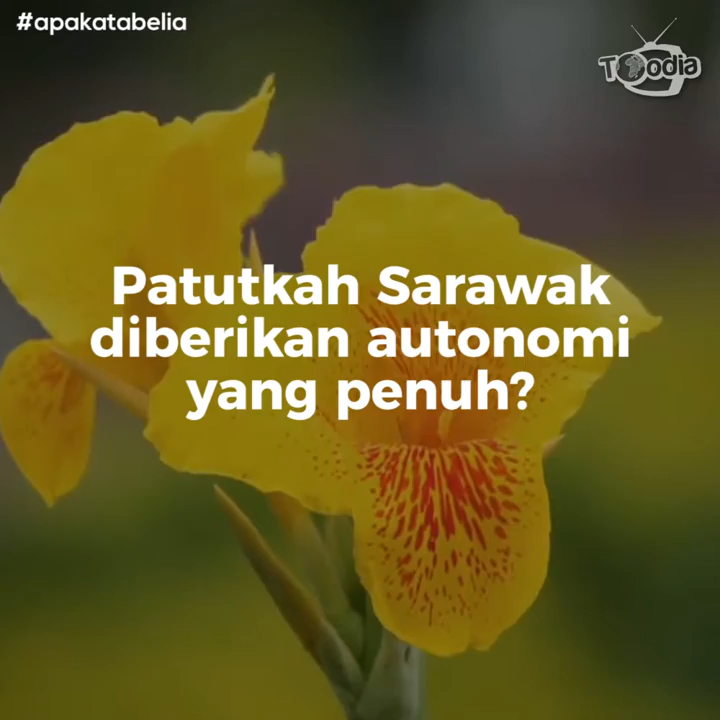 #apakatabelia
Toodia
Patutkah Sarawak
diberikan autonomi
yang penuh?